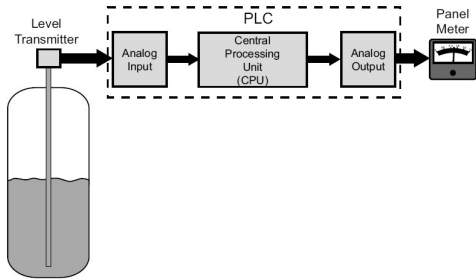 Level
Transmitter
PLC
Analog
Input
Central
Processing
Unit
(CPU)
Analog
Output
Panel
Meter